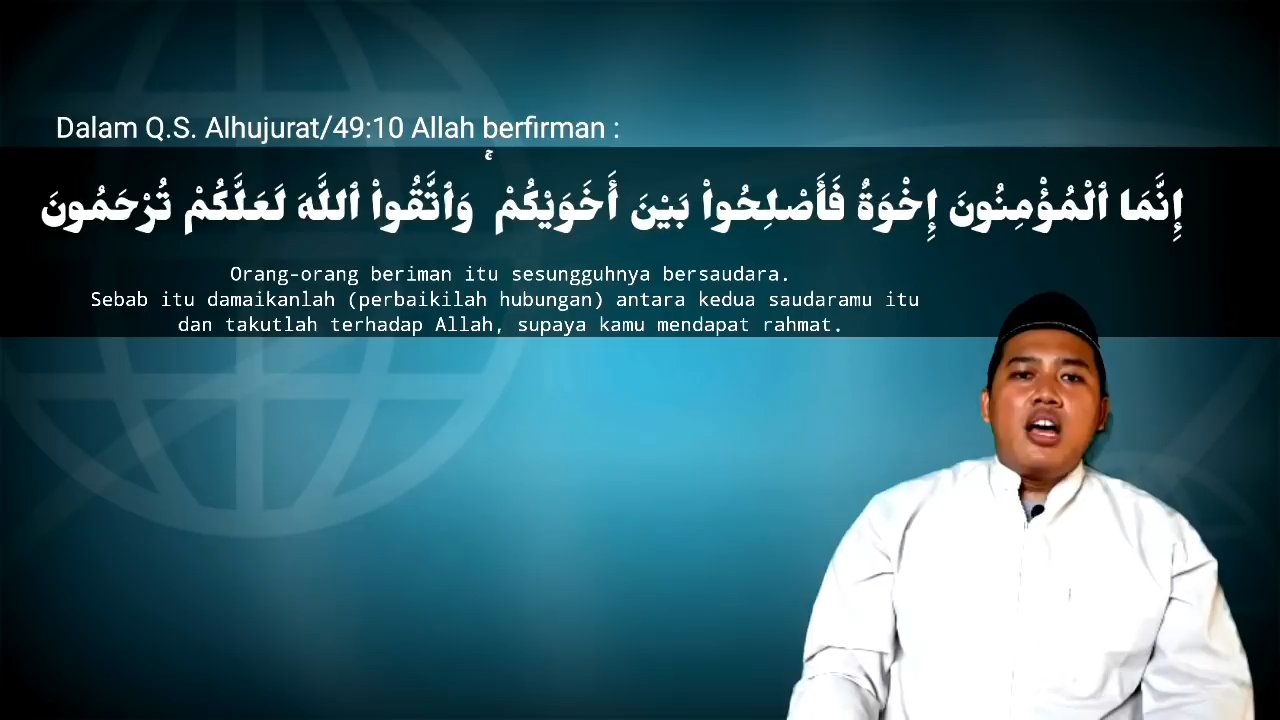 Dalam Q.S. Alhujurat/49:10 Allah berfirman :
إِنَّمَا ٱلْمُؤْمِنُونَ إِخْوَةٌ فَأَصْلِحُوا۟ بَيْنَ أَخَوَيْكُمْ ۚ وَٱتَّقُوا۟ ٱللَّهَ لَعَلَّكُمْ تُرْحَمُونَ
Orang-orang beriman itu sesungguhnya bersaudara.
Sebab itu damaikanlah (perbaikilah hubungan) antara kedua saudaramu itu
dan takutlah terhadap Allah, supaya kamu mendapat rahmat.